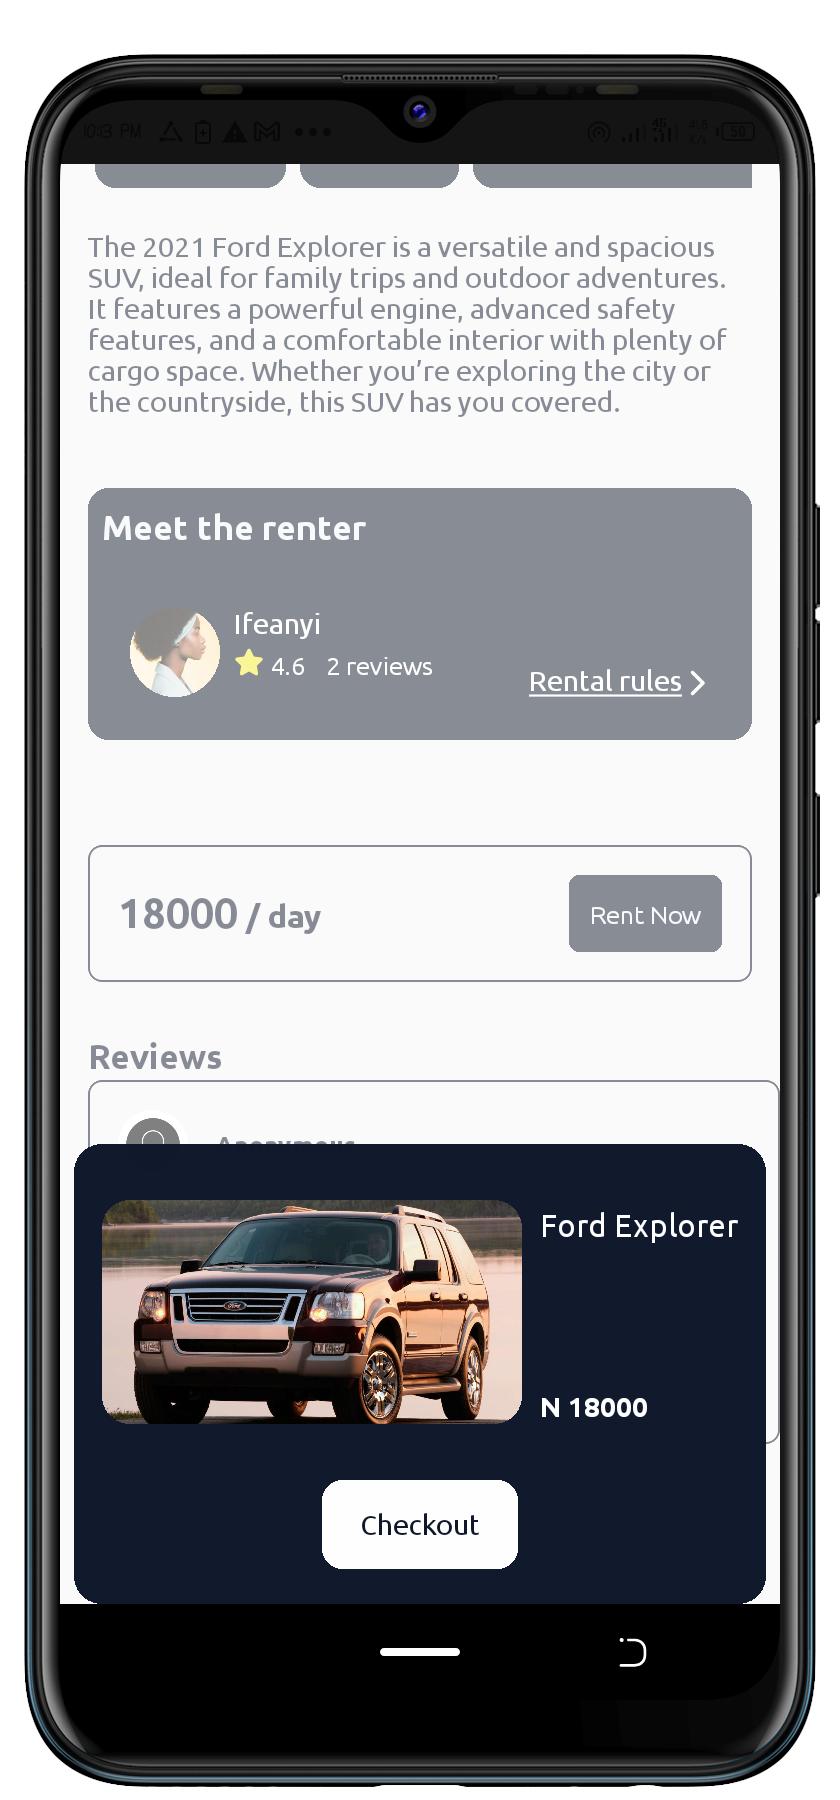 10:13 PM
4G
50
The 2021 Ford Explorer is a versatile and spacious
SUV, ideal for family trips and outdoor adventures.
It features a powerful engine, advanced safety
features, and a comfortable interior with plenty of
cargo space. Whether you’re exploring the city or
the countryside, this SUV has you covered.
Meet the renter
Ifeanyi
4.6 2 reviews
Rental rules
18000 / day
Rent Now
Reviews
Anonymous
Ford Explorer
Ford
N 18000
Checkout